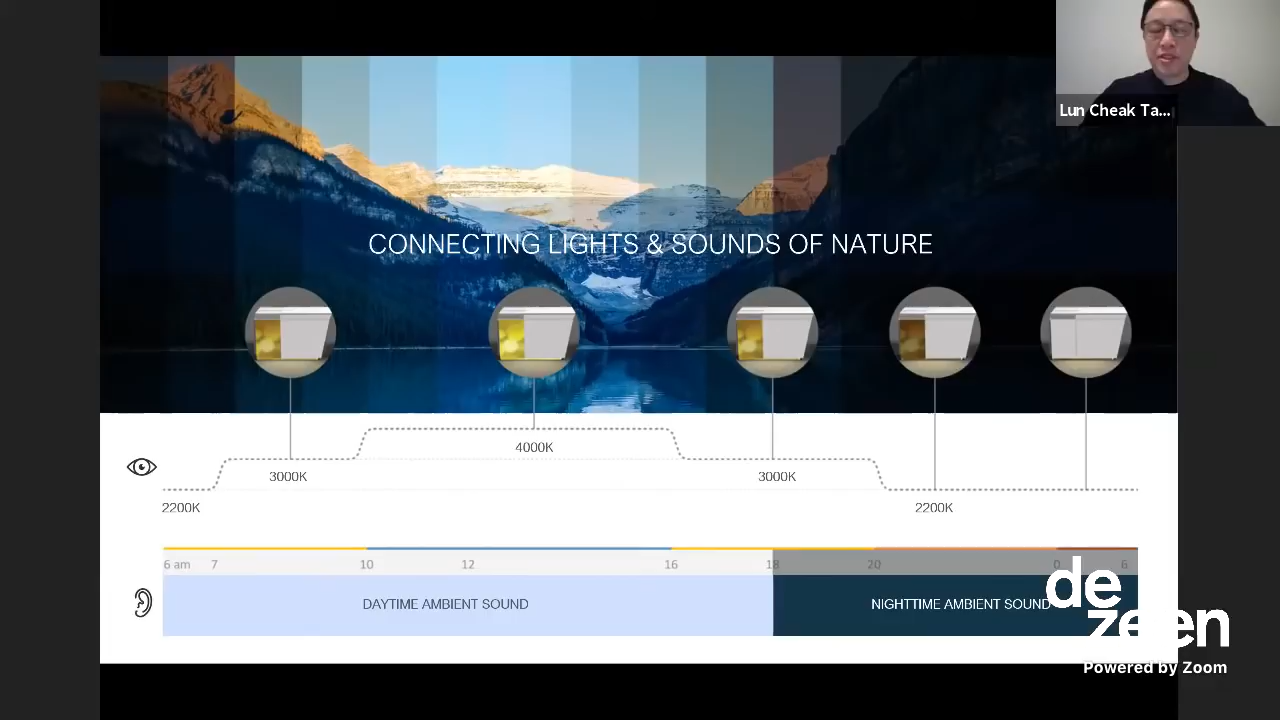 Lun Cheak Ta...
CONNECTING LIGHTS & SOUNDS OF NATURE
4000K
3000K
3000K
2200K
2200K
6 am 7 10 12 16 18 20 0 6
DAYTIME AMBIENT SOUND
NIGHTTIME AMBIENT SOUND
de
zeen
Powered by Zoom